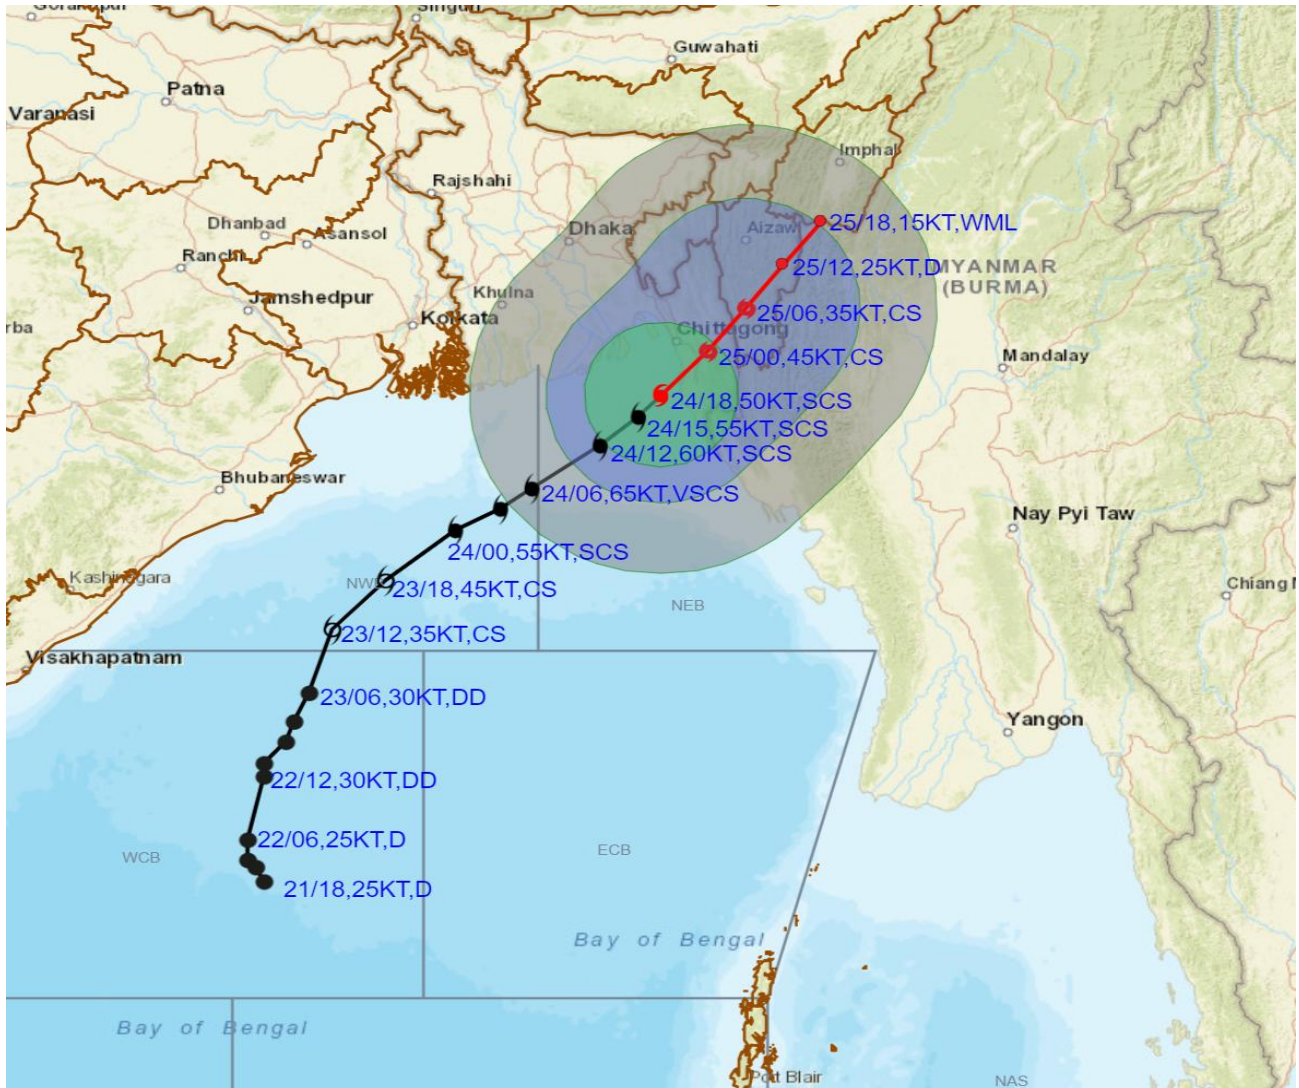 Gorakhpur
Siliguri
Guwahati
Patna
Varanasi
Imphal
Rajshahi
Dhanbad
Asansol
Dhaka
Aizawl
25/18,15KT,WML
Ranchi
25/12,25KT,D
MYANMAR
(BURMA)
Jamshedpur
Khulna
Kolkata
25/06,35KT,CS
Chittagong
25/00,45KT,CS
Mandalay
24/18,50KT,SCS
24/15,55KT,SCS
24/12,60KT,SCS
Bhubaneswar
24/06,65KT,VSCS
Nay Pyi Taw
24/00,55KT,SCS
23/18,45KT,CS
NEB
23/12,35KT,CS
Visakhapatnam
23/06,30KT,DD
Yangon
22/12,30KT,DD
22/06,25KT,D
WCB
ECB
21/18,25KT,D
Bay of Bengal
Bay of Bengal
Port Blair
NAS